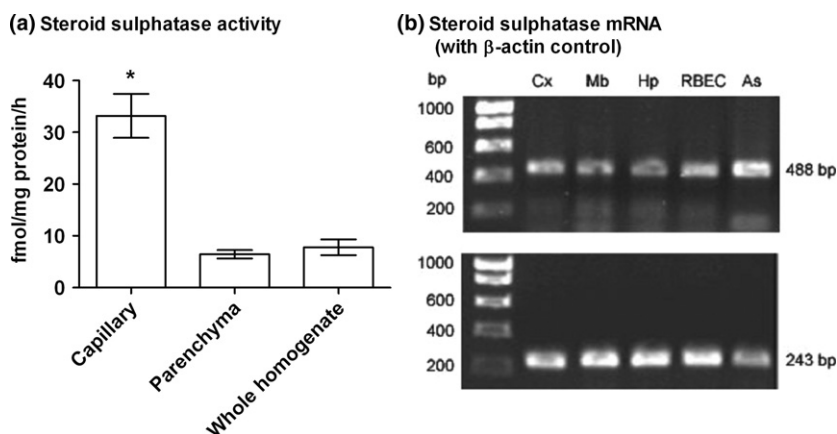 (a) Steroid sulphatase activity
fmol/mg protein/h
40
30
20
10
0
*
Capillary
Parenchyma
Whole homogenate
(b) Steroid sulphatase mRNA
(with β-actin control)
bp Cx Mb Hp RBEC As
1000
600
400
200
488 bp
1000
600
400
200
243 bp